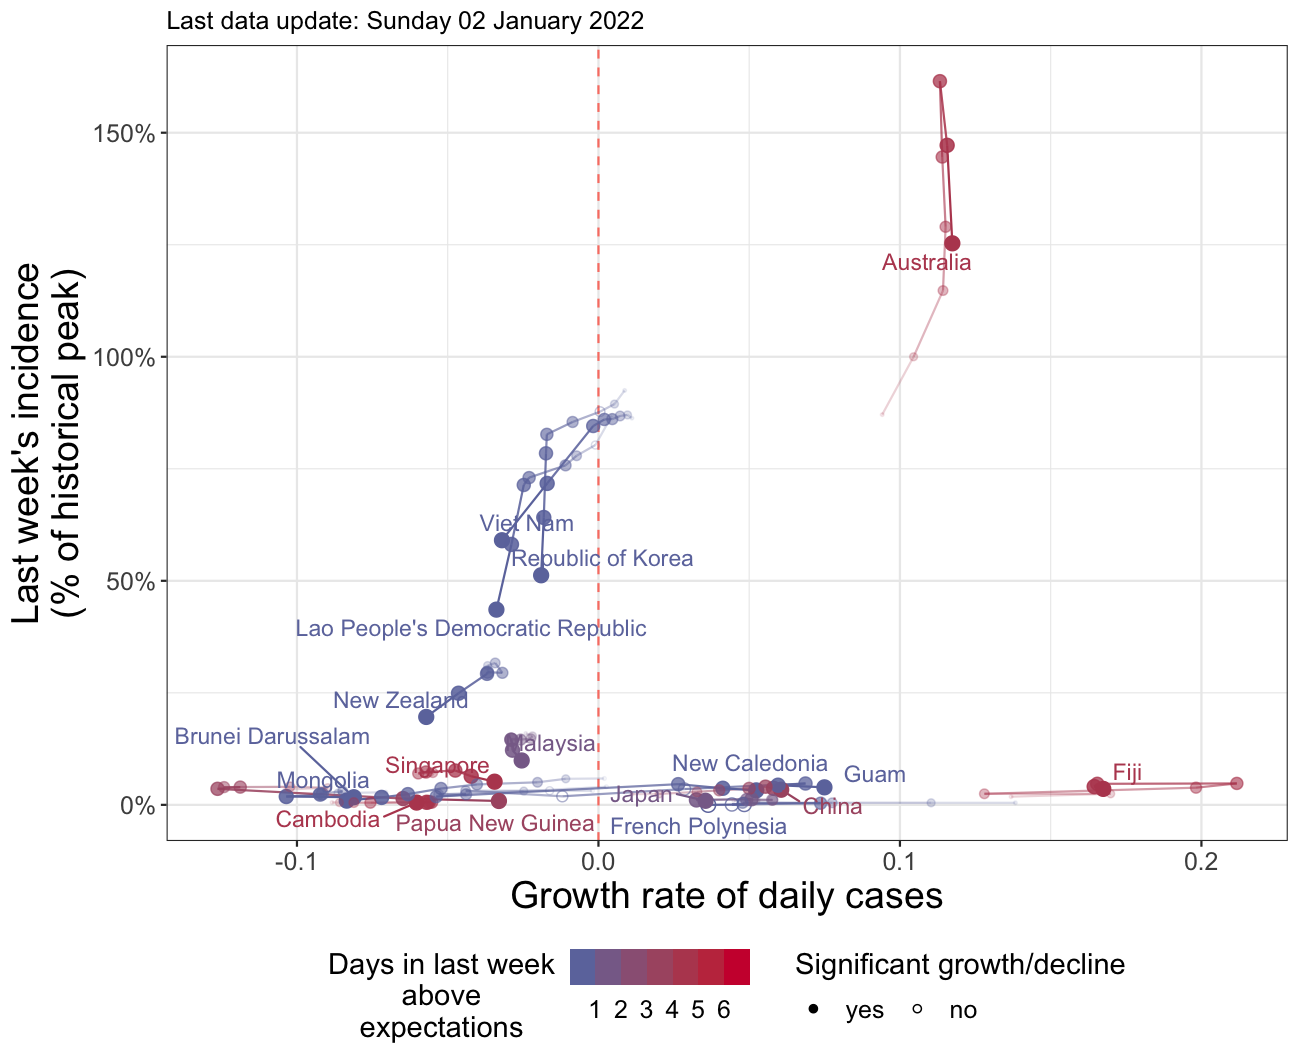 Last data update: Sunday 02 January 2022
Last week's incidence
(% of historical peak)
150%
100%
50%
0%
Australia
Viet Nam
Republic of Korea
Lao People's Democratic Republic
New Zealand
Brunei Darussalam
Malaysia
Singapore
Mongolia
New Caledonia
Guam
Fiji
Japan
China
Cambodia
Papua New Guinea
French Polynesia
-0.1
0.0
0.1
0.2
Growth rate of daily cases
Days in last week
above
expectations
1 2 3 4 5 6
Significant growth/decline
yes no